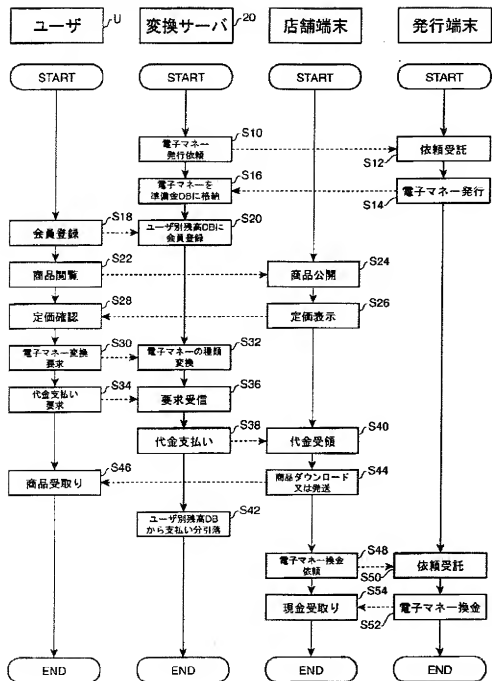 ユーザ
U
変換サーバ
20
店舗端末
発行端末
START
START
START
START
電子マネー
発行依頼
S10
依頼受託
S12
電子マネーを
準備金DBに格納
S16
電子マネー発行
S14
会員登録
S18
ユーザ別残高DBに
会員登録
S20
商品閲覧
S22
商品公開
S24
定価確認
S28
定価表示
S26
電子マネー変換
要求
S30
電子マネーの種類
変換
S32
代金支払い
要求
S34
要求受信
S36
代金支払い
S38
代金受領
S40
商品受取り
S46
商品ダウンロード
又は発送
S44
ユーザ別残高DB
から支払い分引落
S42
電子マネー換金
依頼
S48
依頼受託
S50
現金受取り
S54
電子マネー換金
S52
END
END
END
END